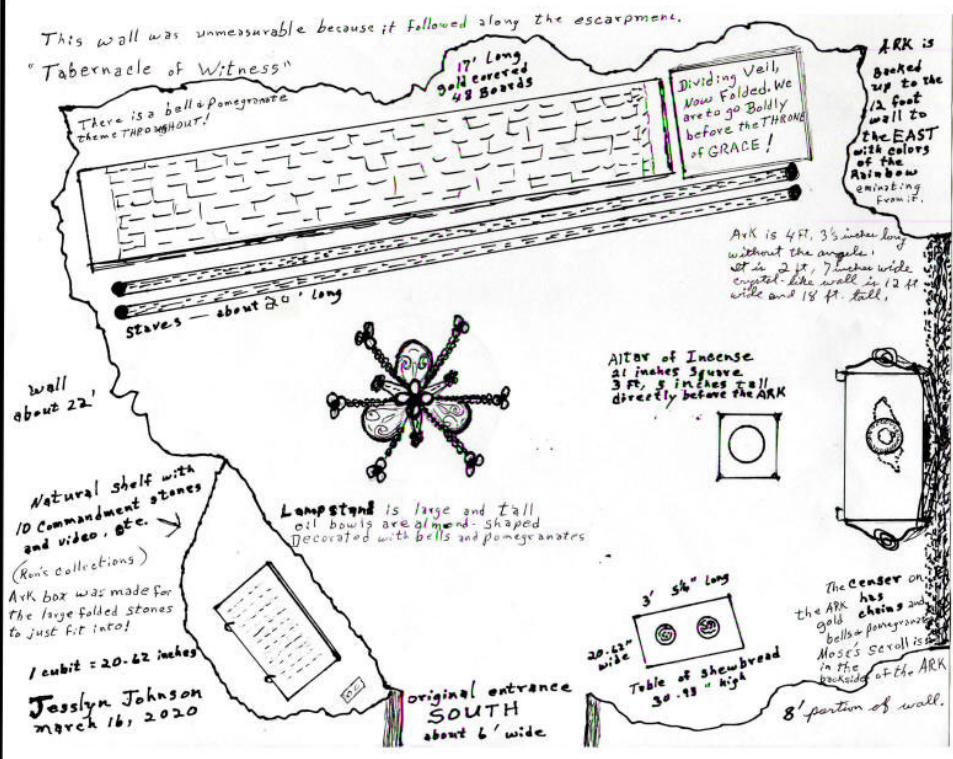 This wall was unmeasurable because it followed along the escarpment.
"Tabernacle of Witness"
There is a bell & Pomegranate
theme THROUGHOUT!
17' Long
gold covered
48 Boards
Dividing Veil,
Now Folded. We
are to go Boldly
before the THRONE
of GRACE!
ARK is
Backed
up to the
12 foot
wall to
the EAST
with colors
of the
Rainbow
eminating
from it.
Ark is 4 ft, 3 1/2 inches long
without the angels.
It is 2 ft, 7 inches wide
crystal-like wall is 12 ft
wide and 18 ft. tall.
Staves — about 20' long
Wall
about 22'
Altar of Incense
21 inches Square
3 Ft, 5 inches tall
directly before the ARK
Natural Shelf with
10 Commandment stones
and video, etc.
(Ron's collections)
Ark box was made for
the large folded stones
to just fit into!
1 cubit = 20.62 inches
Jesslyn Johnson
march 16, 2020
Lampstand is large and tall
oil bowls are almond-shaped
Decorated with bells and pomegranates
original entrance
SOUTH
about 6' wide
3' 5 1/4" long
20.62"
wide
Table of Shewbread
30.93" high
The censer on
the ARK has
gold chains and
bells & pomegranates
Mose's Scroll is
in the
backside of the ARK
8' portion of wall.